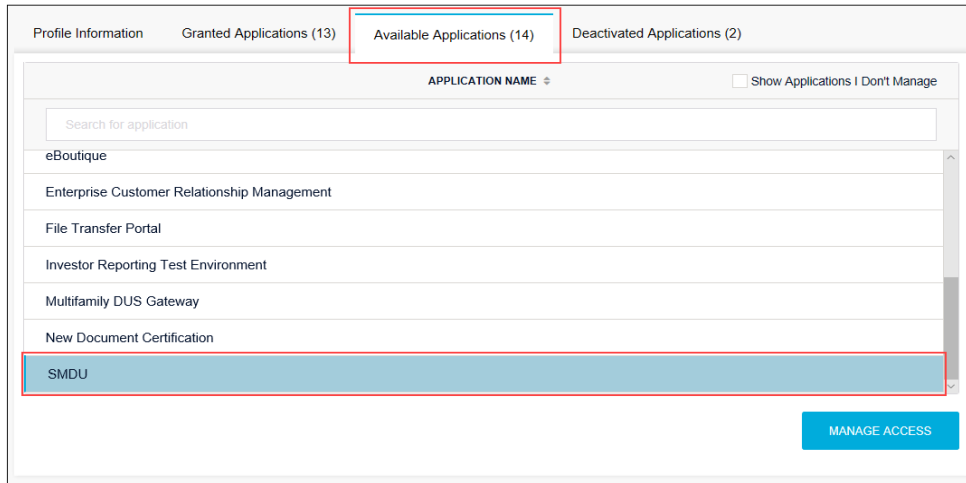 Profile Information Granted Applications (13) Available Applications (14) Deactivated Applications (2)
APPLICATION NAME Show Applications I Don't Manage
Search for application
eBoutique
Enterprise Customer Relationship Management
File Transfer Portal
Investor Reporting Test Environment
Multifamily DUS Gateway
New Document Certification
SMDU
MANAGE ACCESS